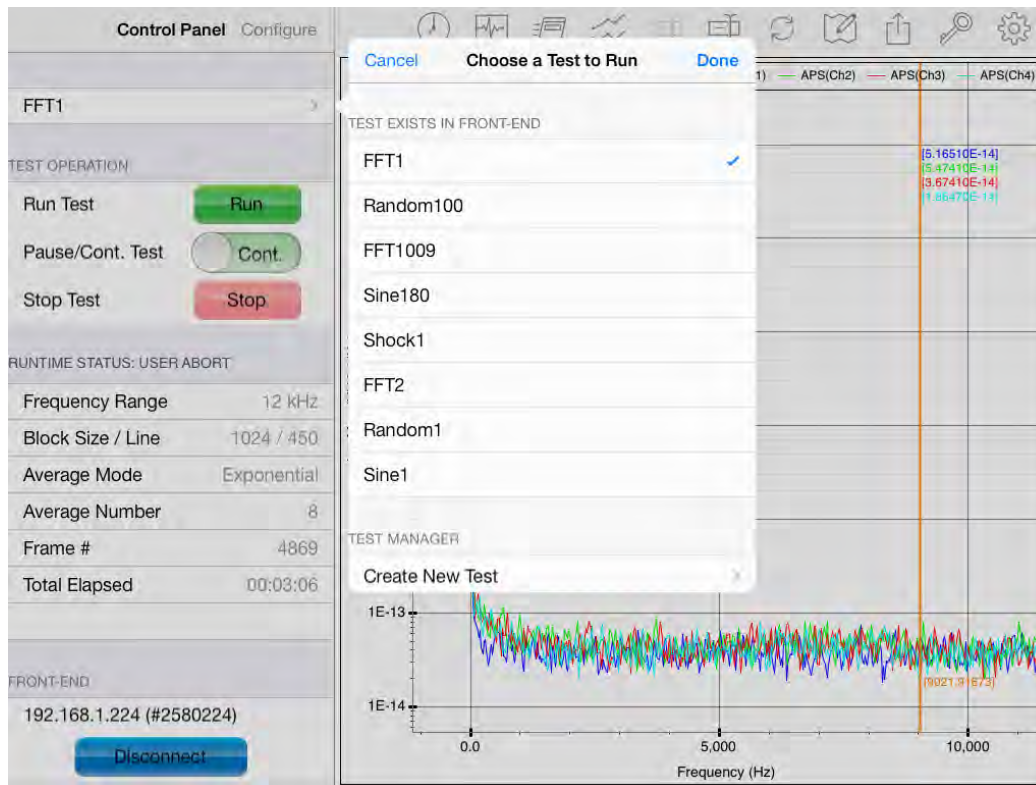 Control Panel Configure
FFT1
TEST OPERATION
Run Test Run
Pause/Cont. Test Cont.
Stop Test Stop
RUNTIME STATUS: USER ABORT
Frequency Range 12 kHz
Block Size / Line 1024 / 450
Average Mode Exponential
Average Number 8
Frame # 4869
Total Elapsed 00:03:06
FRONT-END
192.168.1.224 (#2580224)
Disconnect
Cancel Choose a Test to Run Done
TEST EXISTS IN FRONT-END
FFT1
Random100
FFT1009
Sine180
Shock1
FFT2
Random1
Sine1
TEST MANAGER
Create New Test
1) APS(Ch2) APS(Ch3) APS(Ch4)
[5.16510E-14]
[5.47410E-14]
[3.67410E-14]
1E-13
1E-14
0.0 5,000 10,000
Frequency (Hz)